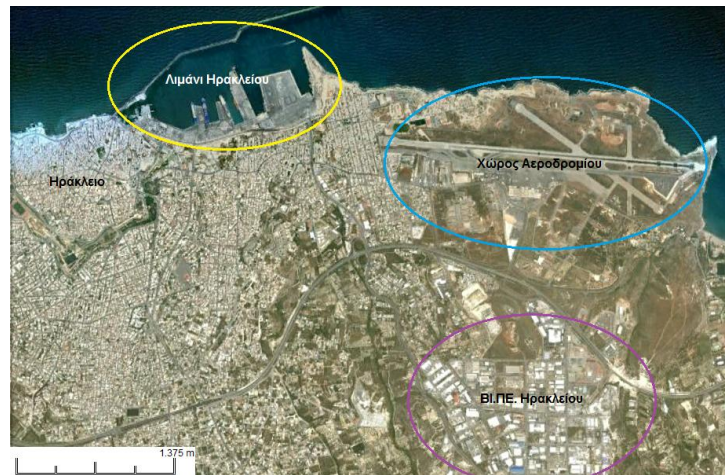 Λιμάνι Ηρακλείου
Χώρος Αεροδρομίου
Ηράκλειο
ΒΙ.ΠΕ. Ηρακλείου
1.375 m